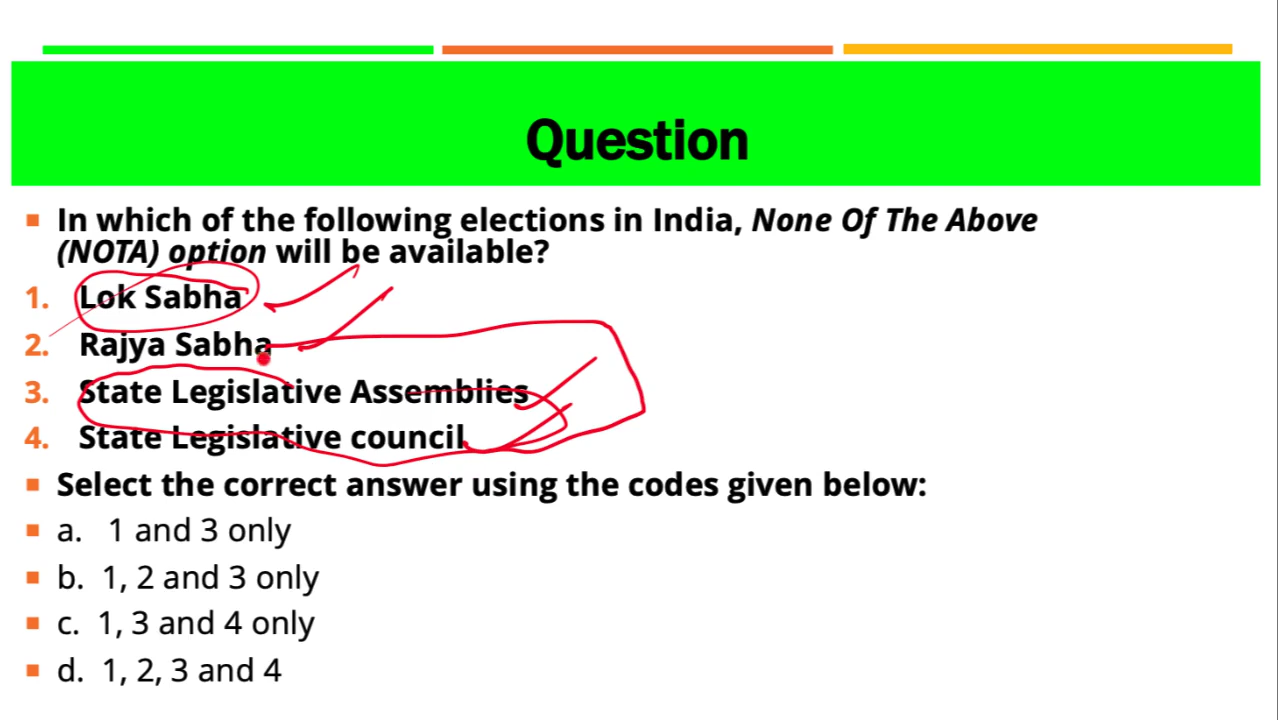 Question
In which of the following elections in India, None Of The Above
(NOTA) option will be available?
1. Lok Sabha
2. Rajya Sabha
3. State Legislative Assemblies
4. State Legislative council
Select the correct answer using the codes given below:
a. 1 and 3 only
b. 1, 2 and 3 only
c. 1, 3 and 4 only
d. 1, 2, 3 and 4